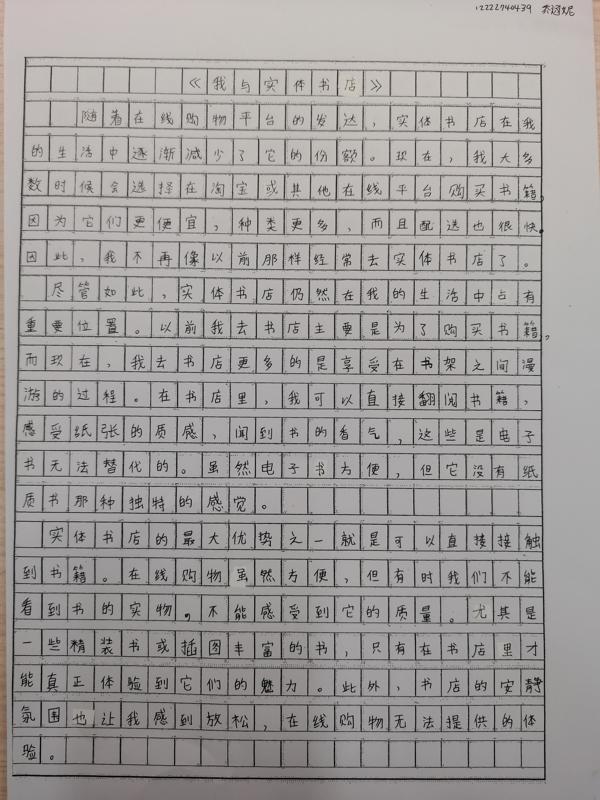 12222740439
《我与实体书店》
随着在线购物平台的发达，实体书店在我
的生活中逐渐减少了它的份额。现在，我大多
数时候会选择在淘宝或其他在线平台购买书籍，
因为它们更便宜，种类更多，而且配送也很快。
因此，我不再像以前那样经常去实体书店了。
尽管如此，实体书店仍然在我的生活中占有
重要位置。以前我去书店主要是为了购买书籍，
而现在，我去书店更多的是享受在书架之间漫
游的过程。在书店里，我可以直接翻阅书籍，
感受纸张的质感，闻到书的香气，这些是电子
书无法替代的。虽然电子书方便，但它没有纸
质书那种独特的感觉。
实体书店的最大优势之一就是可以直接接触
到书籍。在线购物虽然方便，但有时我们不能
看到书的实物，不能感受到它的质量。尤其是
一些精装书或插图丰富的书，只有在书店里才
能真正体验到它们的魅力。此外，书店的安静
氛围也让我感到放松，在线购物无法提供的体
验。